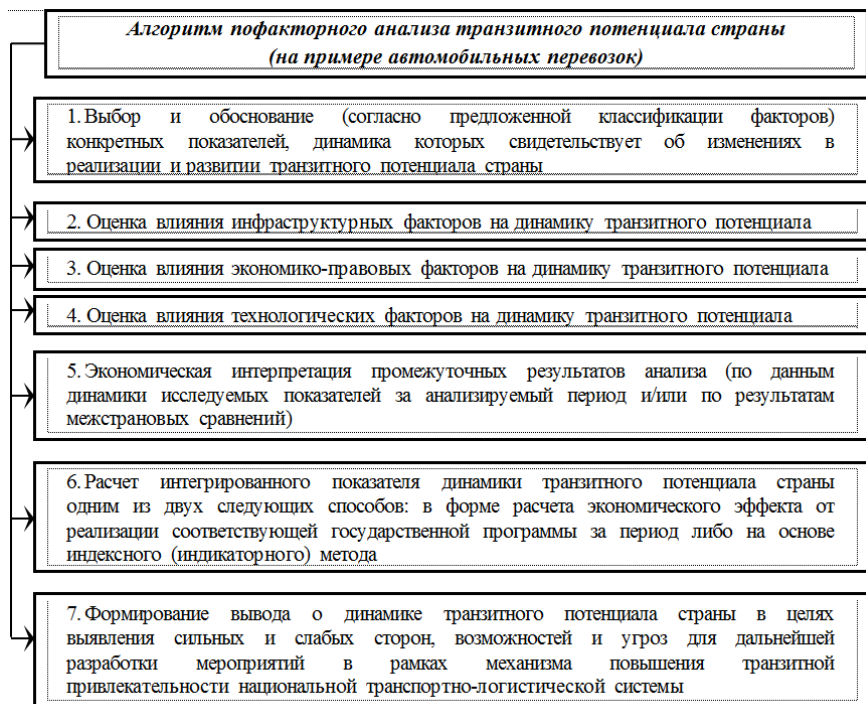 Алгоритм пофакторного анализа транзитного потенциала страны
(на примере автомобильных перевозок)
1. Выбор и обоснование (согласно предложенной классификации факторов)
конкретных показателей, динамика которых свидетельствует об изменениях в
реализации и развитии транзитного потенциала страны
2. Оценка влияния инфраструктурных факторов на динамику транзитного потенциала
3. Оценка влияния экономико-правовых факторов на динамику транзитного потенциала
4. Оценка влияния технологических факторов на динамику транзитного потенциала
5. Экономическая интерпретация промежуточных результатов анализа (по данным
динамики исследуемых показателей за анализируемый период и/или по результатам
межстрановых сравнений)
6. Расчет интегрированного показателя динамики транзитного потенциала страны
одним из двух следующих способов: в форме расчета экономического эффекта от
реализации соответствующей государственной программы за период либо на основе
индексного (индикаторного) метода
7. Формирование вывода о динамике транзитного потенциала страны в целях
выявления сильных и слабых сторон, возможностей и угроз для дальнейшей
разработки мероприятий в рамках механизма повышения транзитной
привлекательности национальной транспортно-логистической системы